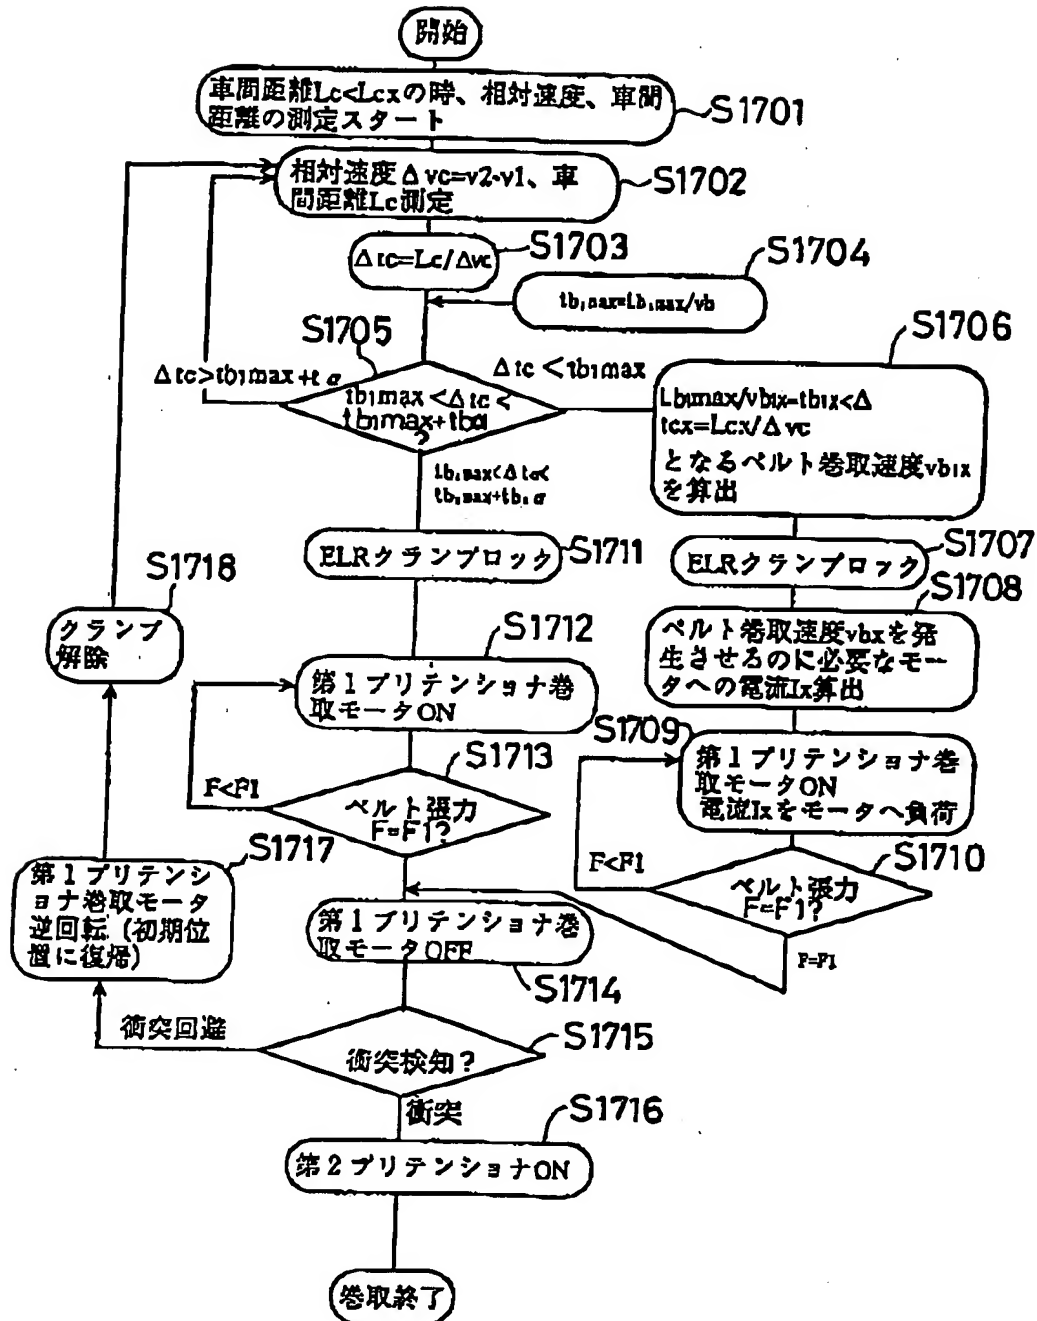 開始
車間距離Lc<Lcxの時、相対速度、車間
距離の測定スタート
S1701
相対速度Δvc=v2-v1、車
間距離Lc測定
S1702
Δtc=Lc/Δvc
S1703
S1704
tb1max=Lb1max/vb
S1705
Δtc>tb1max+tα
tb1max<Δtc<
tb1max+tbα
?
Δtc<tb1max
S1706
Lb1max/vb1x=tb1x<Δ
tcx=Lcx/Δvc
となるベルト巻取速度vb1x
を算出
tb1max<Δtc<
tb1max+tb1α
ELRクランプロック
S1711
ELRクランプロック
S1707
S1708
ベルト巻取速度vbxを発
生させるのに必要なモー
タへの電流Ix算出
S1718
クランプ
解除
S1712
第1プリテンショナ巻
取モータON
S1709
第1プリテンショナ巻
取モータON
電流Ixをモータへ負荷
S1713
F<F1
ベルト張力
F=F1?
S1710
F<F1
ベルト張力
F=F1?
F=F1
S1717
第1プリテンシ
ョナ巻取モータ
逆回転(初期位
置に復帰)
第1プリテンショナ巻
取モータOFF
S1714
衝突回避
衝突検知?
S1715
衝突
S1716
第2プリテンショナON
巻取終了